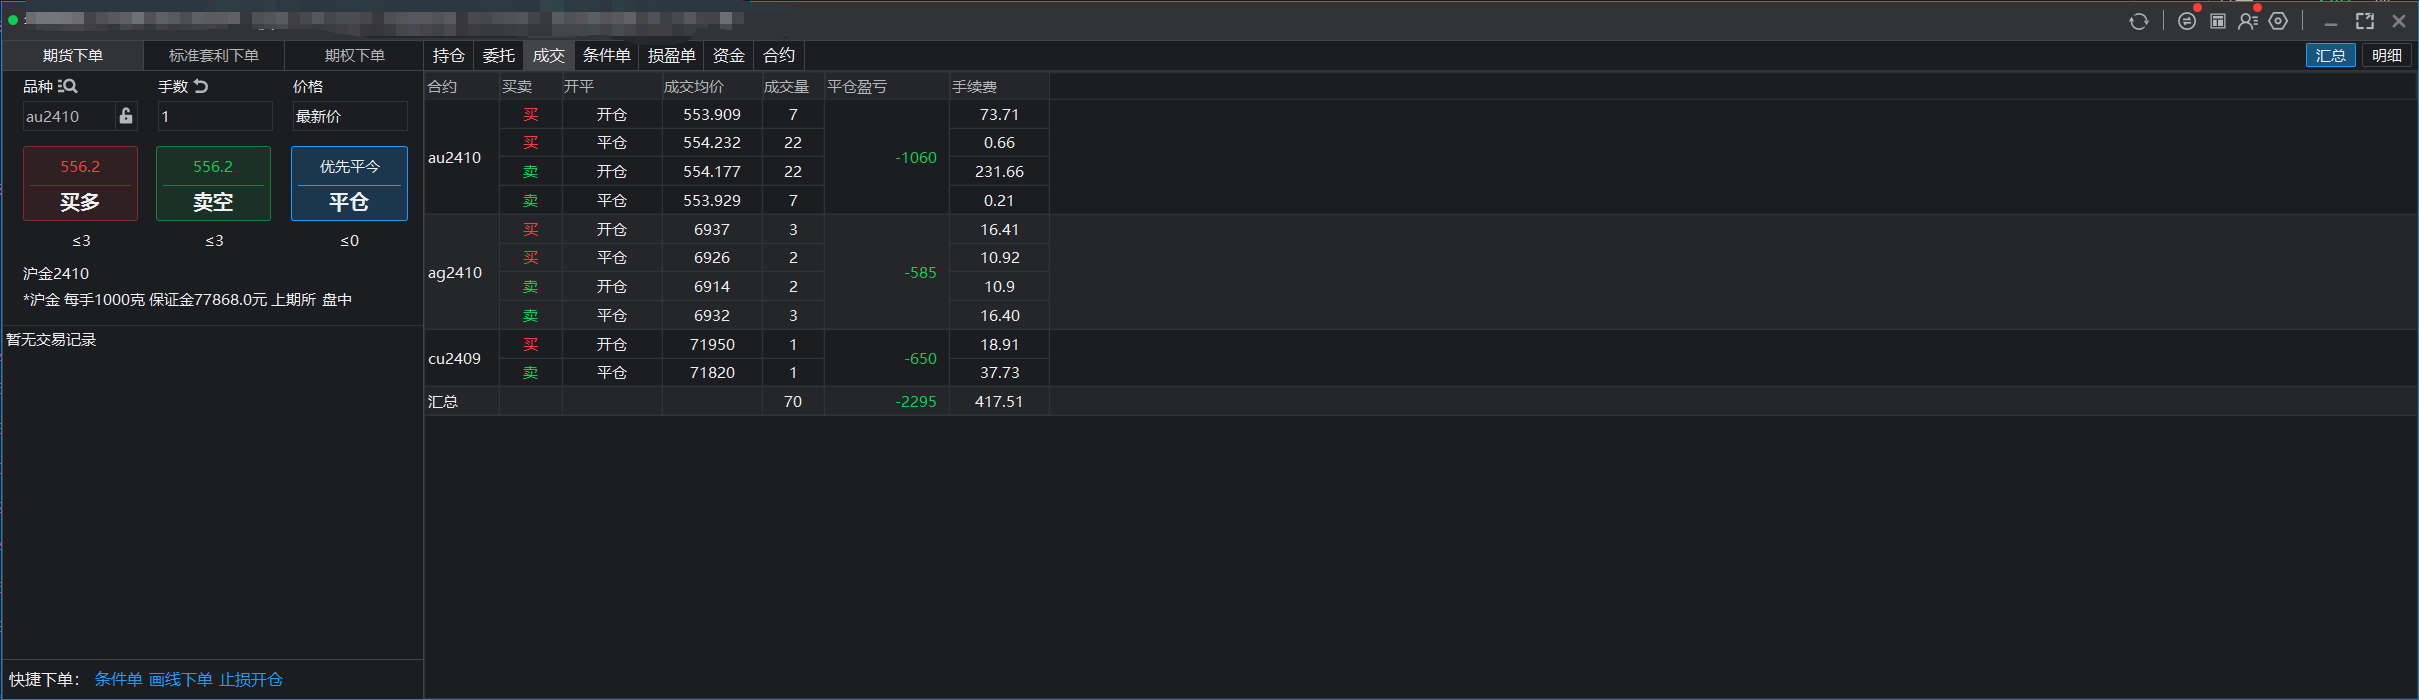 期货下单 标准套利下单 期权下单 持仓 委托 成交 条件单 损盈单 资金 合约 汇总 明细
品种 手数 价格
au2410 1 最新价
556.2 556.2 优先平今
买多 卖空 平仓
≤3 ≤3 ≤0
沪金2410
*沪金 每手1000克 保证金77868.0元 上期所 盘中
暂无交易记录
快捷下单: 条件单 画线下单 止损开仓
合约 买卖 开平 成交均价 成交量 平仓盈亏 手续费
au2410 -1060
买 开仓 553.909 7 73.71
买 平仓 554.232 22 0.66
卖 开仓 554.177 22 231.66
卖 平仓 553.929 7 0.21
ag2410 -585
买 开仓 6937 3 16.41
买 平仓 6926 2 10.92
卖 开仓 6914 2 10.9
卖 平仓 6932 3 16.40
cu2409 -650
买 开仓 71950 1 18.91
卖 平仓 71820 1 37.73
汇总 70 -2295 417.51